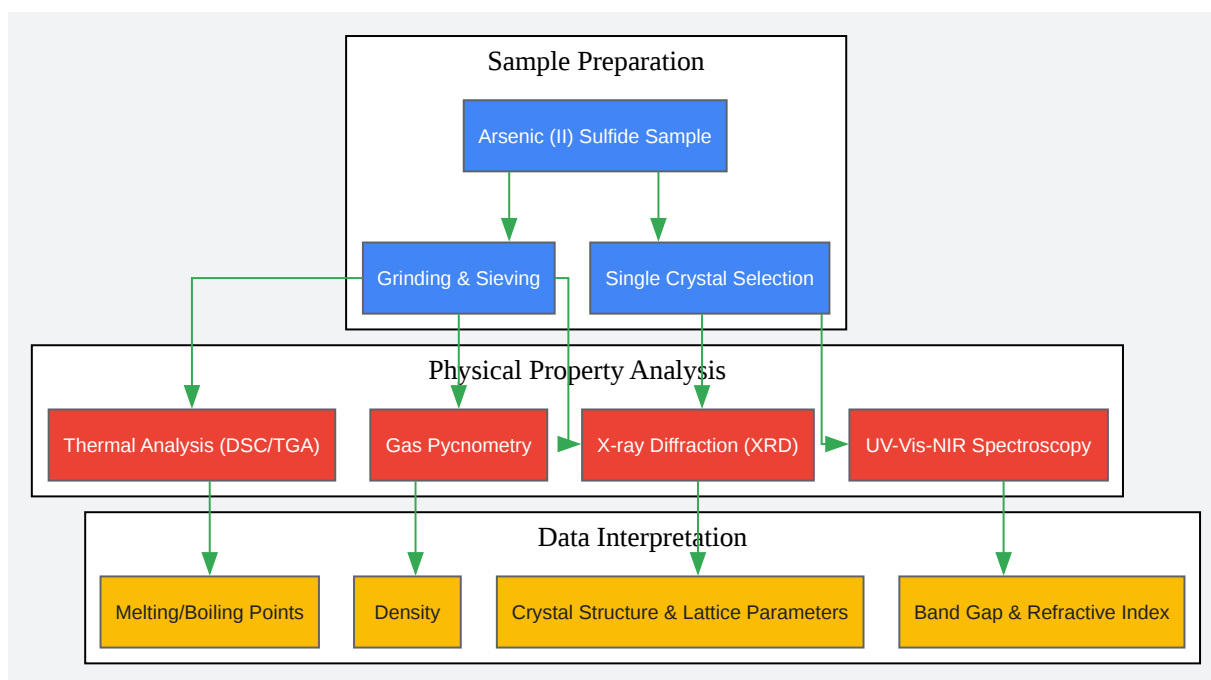 Sample Preparation
Arsenic (II) Sulfide Sample
Grinding & Sieving
Single Crystal Selection
Physical Property Analysis
Thermal Analysis (DSC/TGA)
Gas Pycnometry
X-ray Diffraction (XRD)
UV-Vis-NIR Spectroscopy
Data Interpretation
Melting/Boiling Points
Density
Crystal Structure & Lattice Parameters
Band Gap & Refractive Index